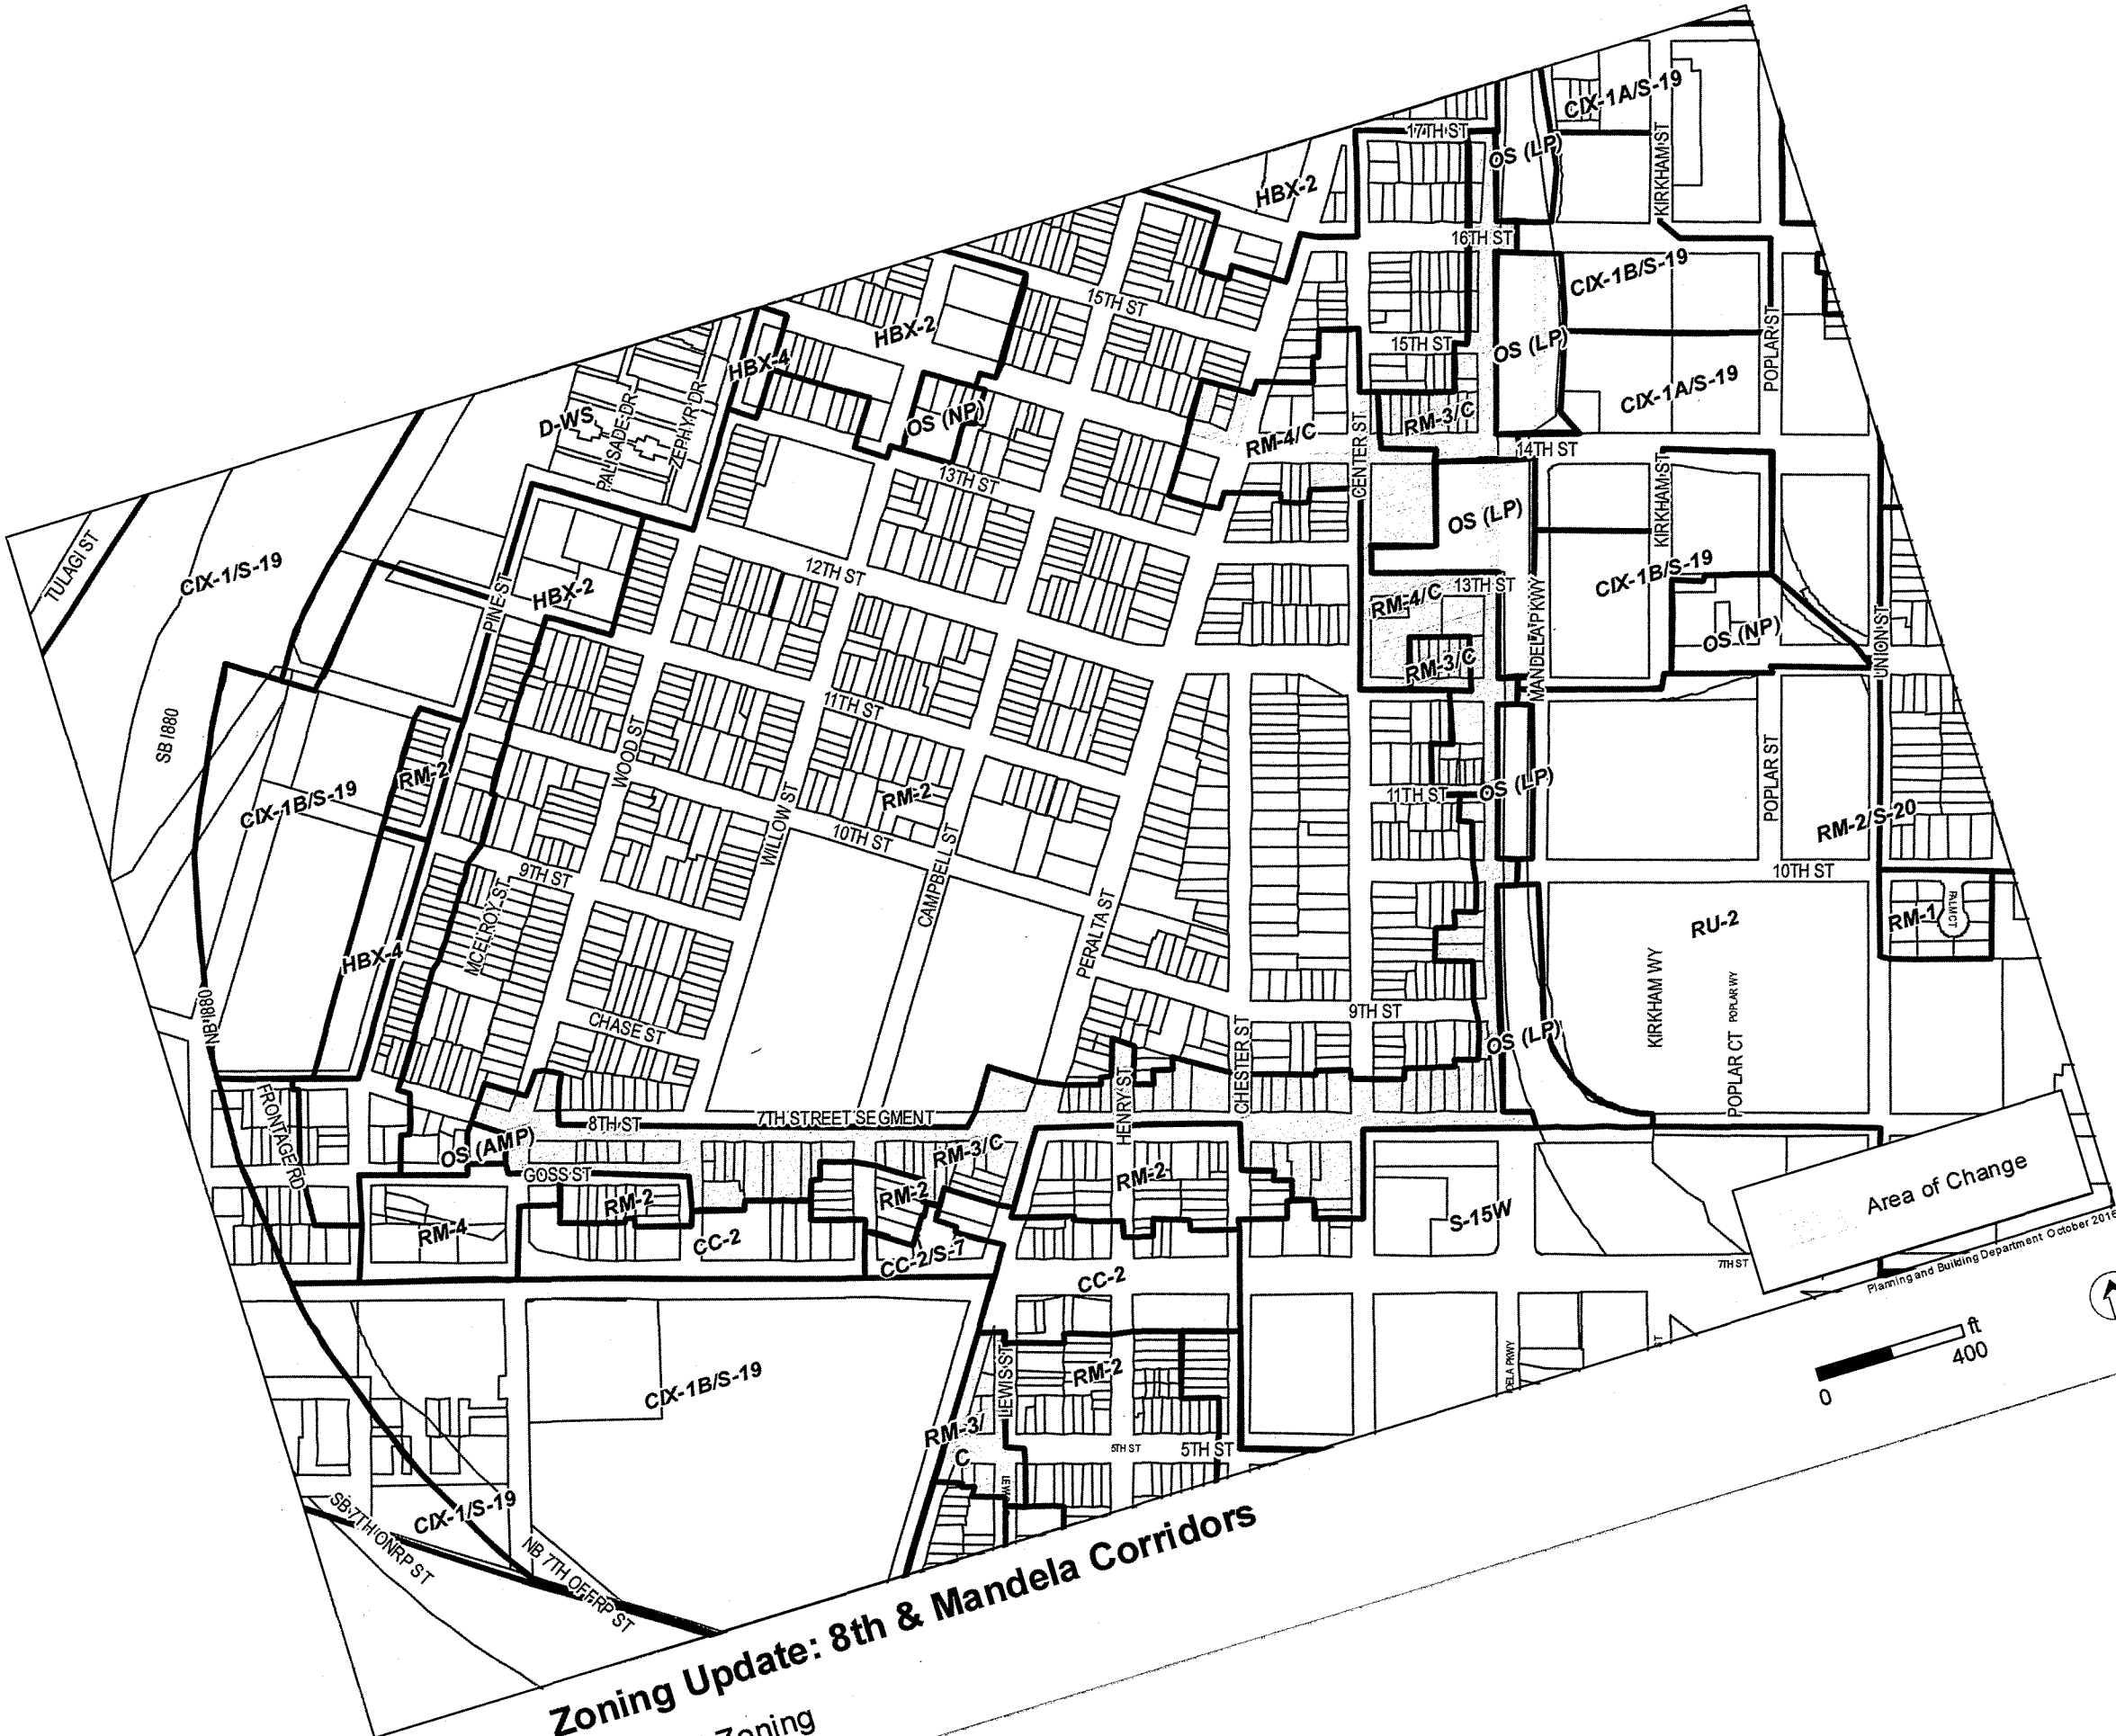 CIX-1A/S-19
17TH ST
OS (LP)
KIRKHAM ST
HBX-2
16TH ST
CIX-1B/S-19
15TH ST
HBX-2
15TH ST
OS (LP)
POPLAR ST
HBX-4
CIX-1A/S-19
D-WS
PALISADE DR
ZEPHYR DR
OS (NP)
RM-4/C
CENTER ST
RM-3/C
14TH ST
13TH ST
KIRKHAM ST
OS (LP)
TULAGI ST
CIX-1/S-19
12TH ST
PINE ST
HBX-2
13TH ST
CIX-1B/S-19
RM-4/C
MANDELA PKWY
OS (NP)
UNION ST
RM-3/C
11TH ST
SB I880
WOOD ST
RM-2
CIX-1B/S-19
RM-2
WILLOW ST
10TH ST
CAMPBELL ST
11TH ST
OS (LP)
POPLAR ST
RM-2/S-20
9TH ST
10TH ST
MCELROY ST
PERALTA ST
RU-2
RM-1
PALM CT
HBX-4
NB I880
CHASE ST
9TH ST
CHESTER ST
OS (LP)
KIRKHAM WY
POPLAR CT
POPLAR WY
FRONTAGE RD
8TH ST
7TH STREET SEGMENT
HENRY ST
OS (AMP)
RM-3/C
GOSS ST
RM-2
RM-2
RM-2
RM-4
CC-2
CC-2/S-7
S-15W
Area of Change
7TH ST
Planning and Building Department October 2016
CC-2
ft
0
400
LEWIS ST
RM-2
DELA PKWY
ST
CIX-1B/S-19
RM-3/
C
5TH ST
5TH ST
LEW
CIX-1/S-19
SB 7TH ONRP ST
NB 7TH OFFRP ST
Zoning Update: 8th & Mandela Corridors
Zoning